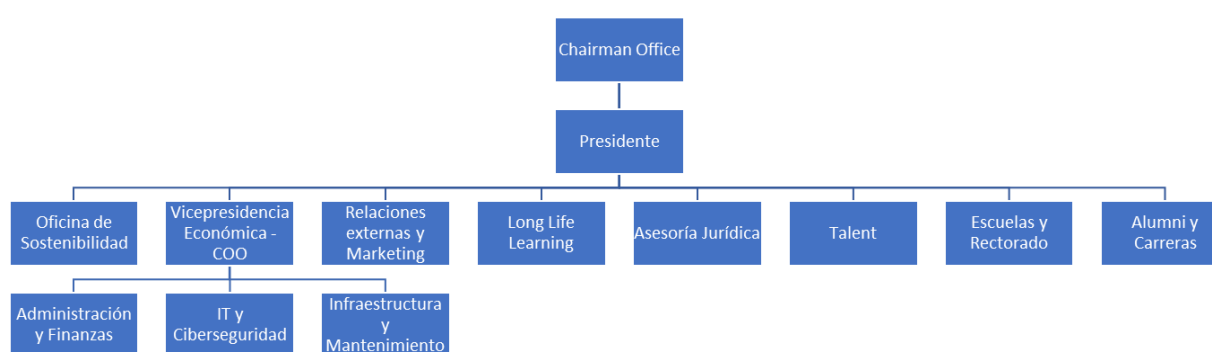 Chairman Office
Presidente
Oficina de
Sostenibilidad
Vicepresidencia
Económica -
COO
Relaciones
externas y
Marketing
Long Life
Learning
Asesoría Jurídica
Talent
Escuelas y
Rectorado
Alumni y
Carreras
Administración
y Finanzas
IT y
Ciberseguridad
Infraestructura
y
Mantenimiento